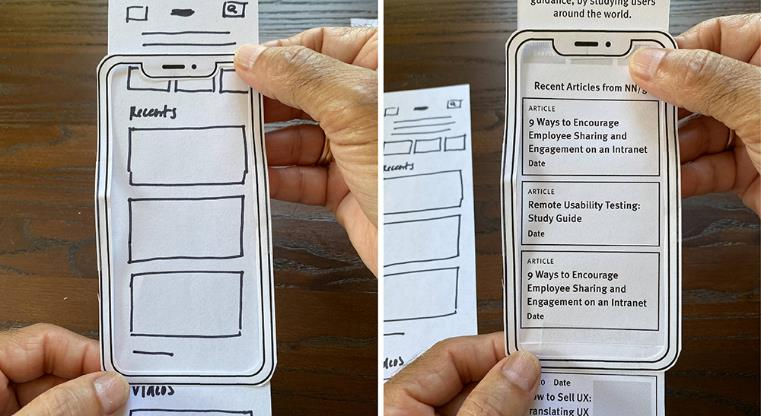 Recents
VIDEOS
guidance, by studying users
around the world.
Recent Articles from NN/g
ARTICLE
9 Ways to Encourage
Employee Sharing and
Engagement on an Intranet
Date
ARTICLE
Remote Usability Testing:
Study Guide
Date
ARTICLE
9 Ways to Encourage
Employee Sharing and
Engagement on an Intranet
Date
Recents
Date
to Sell UX:
ranslating UX